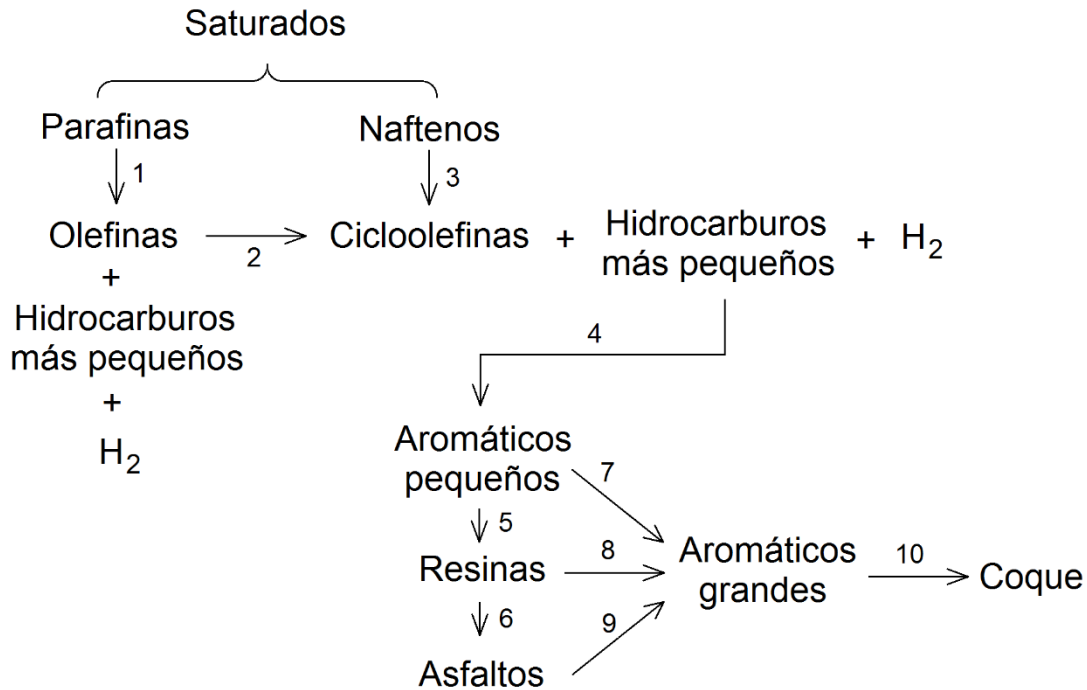 Saturados
Parafinas
Naftenos
1
3
Olefinas
2
Cicloolefinas
+
Hidrocarburos
más pequeños
+
H2
+
Hidrocarburos
más pequeños
+
H2
4
Aromáticos
pequeños
7
5
Resinas
8
Aromáticos
grandes
10
Coque
6
9
Asfaltos